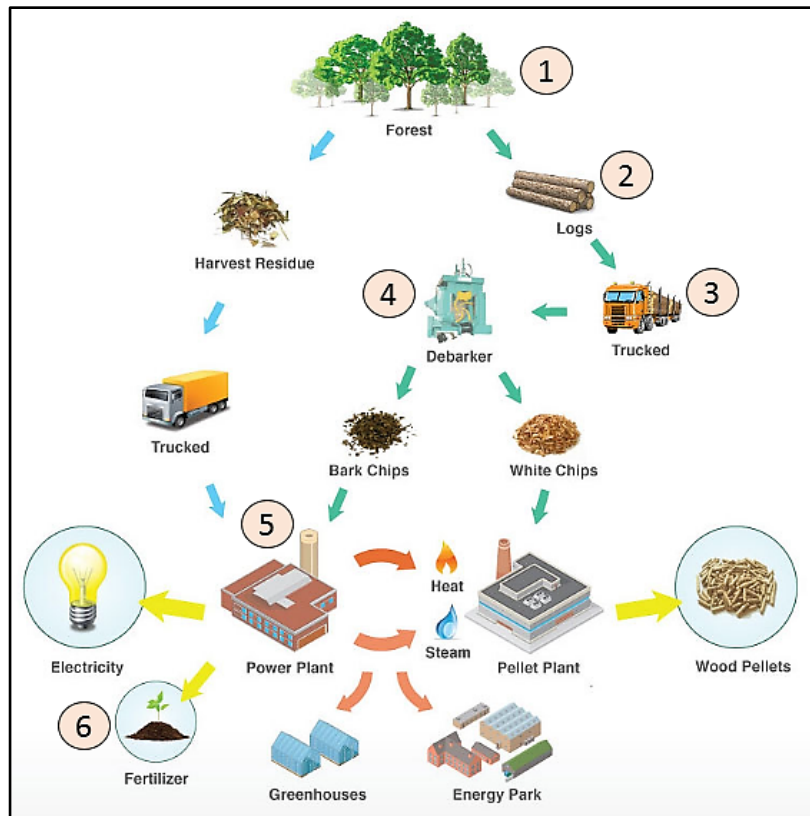 1
Forest
2
Logs
Harvest Residue
4
3
Debarker
Trucked
Trucked
Bark Chips
White Chips
5
Heat
Steam
Electricity
Power Plant
Pellet Plant
Wood Pellets
6
Fertilizer
Greenhouses
Energy Park